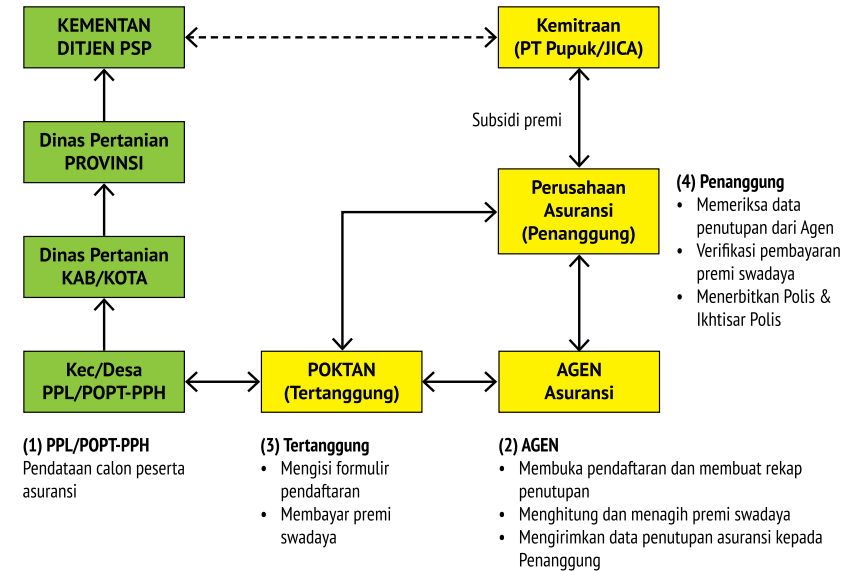 KEMENTAN
DITJEN PSP
Kemitraan
(PT Pupuk/JICA)
Subsidi premi
Dinas Pertanian
PROVINSI
Perusahaan
Asuransi
(Penanggung)
(4) Penanggung
• Memeriksa data
penutupan dari Agen
• Verifikasi pembayaran
premi swadaya
• Menerbitkan Polis &
Ikhtisar Polis
Dinas Pertanian
KAB/KOTA
Kec/Desa
PPL/POPT-PPH
POKTAN
(Tertanggung)
AGEN
Asuransi
(1) PPL/POPT-PPH
Pendataan calon peserta
asuransi
(3) Tertanggung
• Mengisi formulir
pendaftaran
• Membayar premi
swadaya
(2) AGEN
• Membuka pendaftaran dan membuat rekap
penutupan
• Menghitung dan menagih premi swadaya
• Mengirimkan data penutupan asuransi kepada
Penanggung